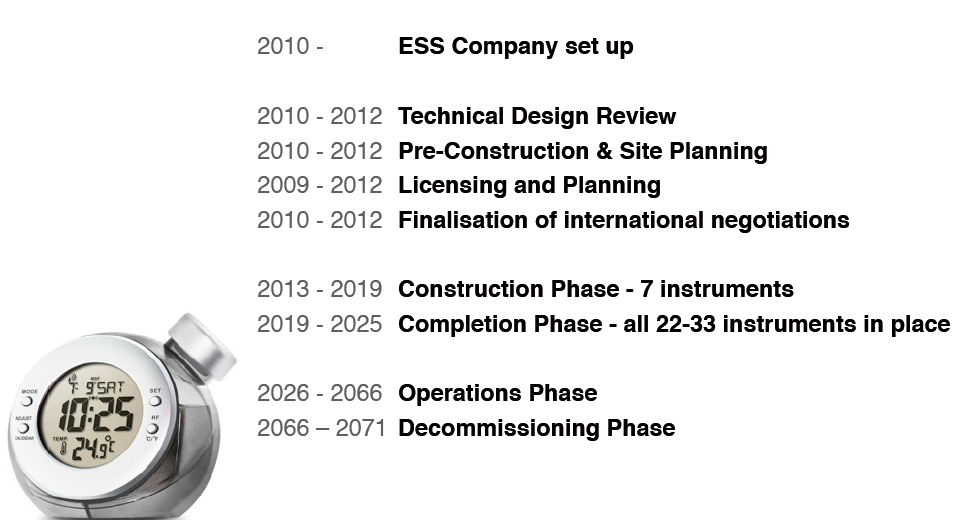 2010 - ESS Company set up
2010 - 2012 Technical Design Review
2010 - 2012 Pre-Construction & Site Planning
2009 - 2012 Licensing and Planning
2010 - 2012 Finalisation of international negotiations
2013 - 2019 Construction Phase - 7 instruments
2019 - 2025 Completion Phase - all 22-33 instruments in place
2026 - 2066 Operations Phase
2066 – 2071 Decommissioning Phase
MODE
SET
7 9 SAT
10:25
ADJUST
RF
CALENDAR
TEMP.
°C/°F
24.9°C